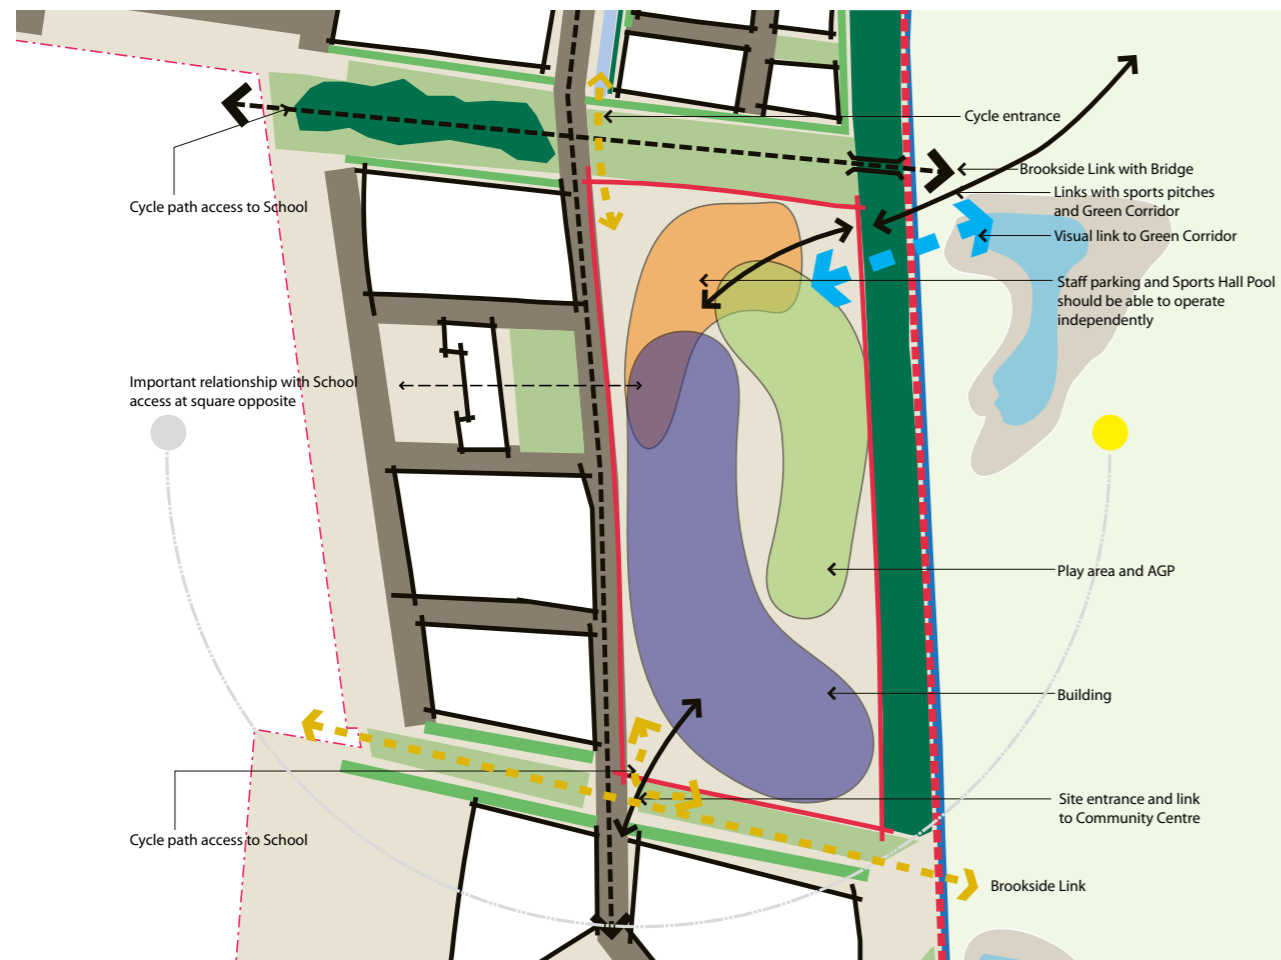 Cycle entrance
Brookside Link with Bridge
Links with sports pitches
and Green Corridor
Cycle path access to School
Visual link to Green Corridor
Staff parking and Sports Hall Pool
should be able to operate
independently
Important relationship with School
access at square opposite
Play area and AGP
Building
Site entrance and link
to Community Centre
Cycle path access to School
Brookside Link